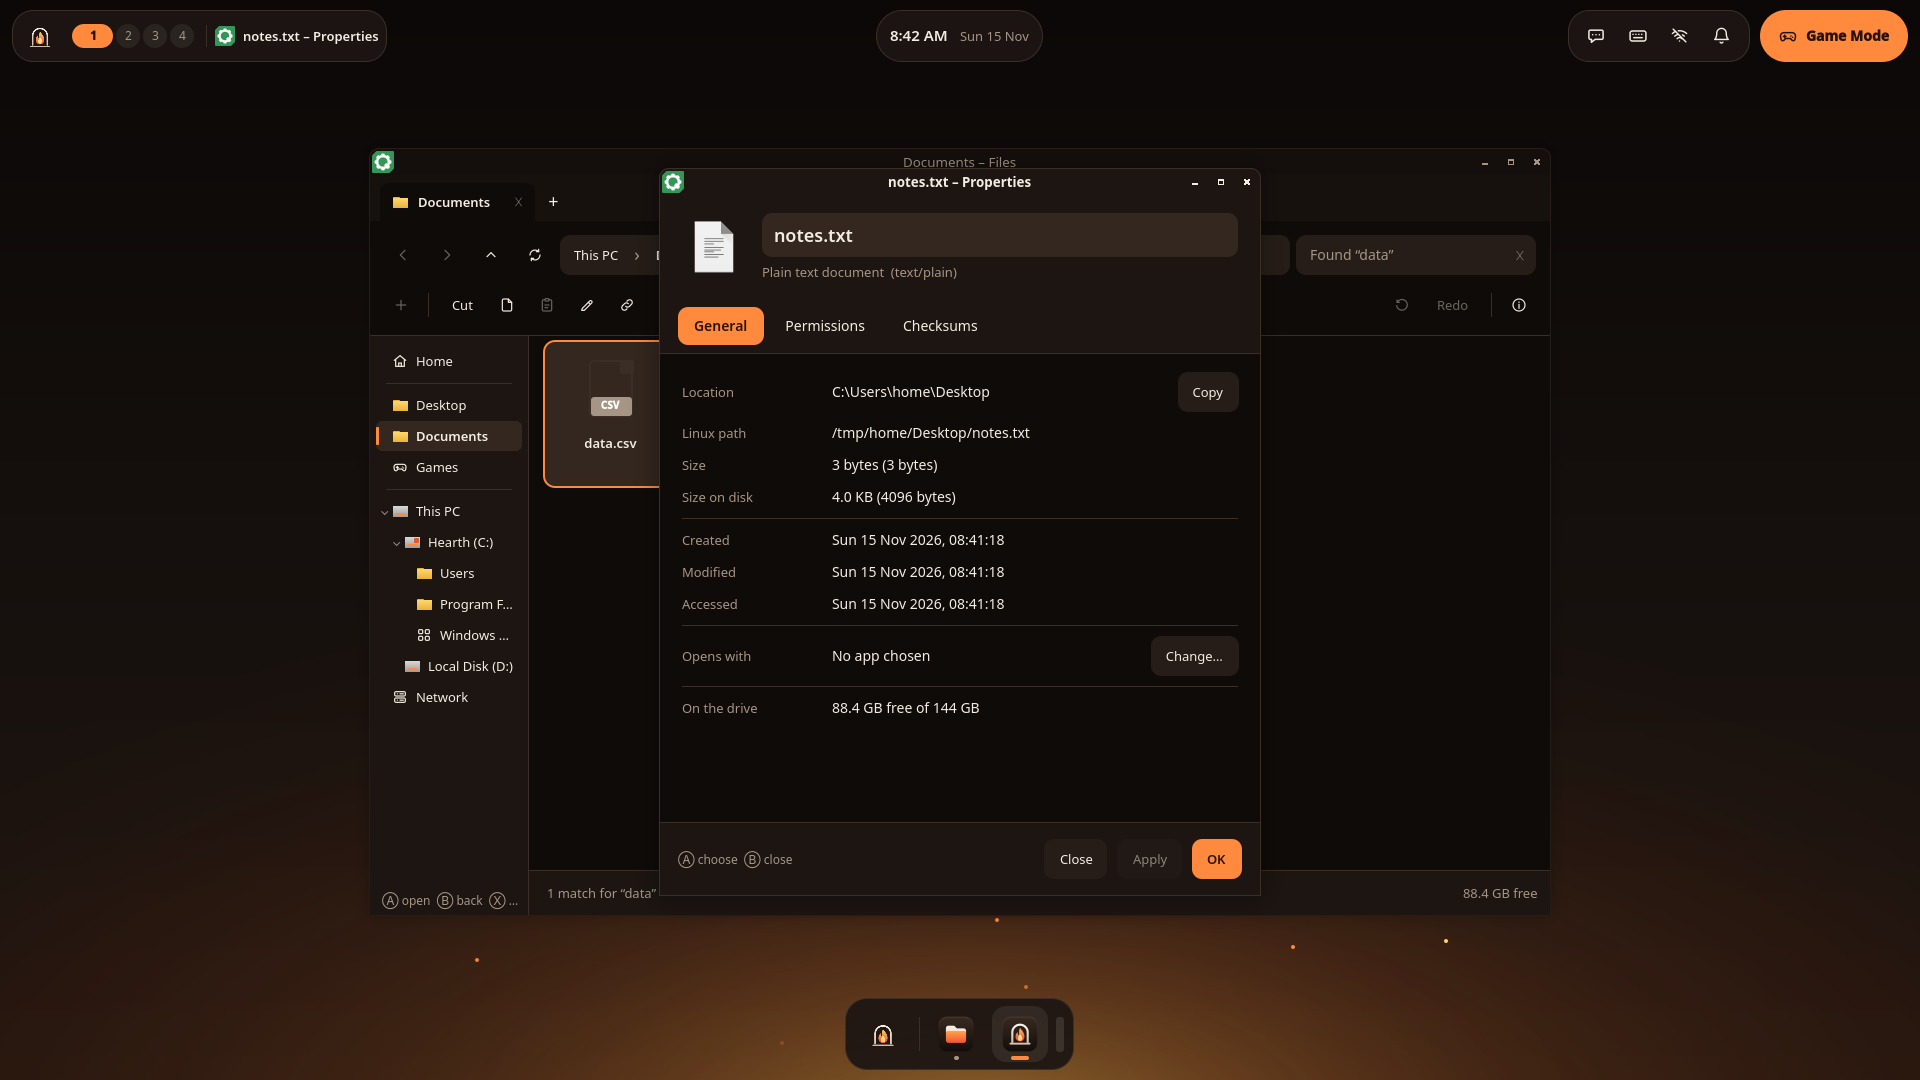 1 2 3 4 notes.txt – Properties
8:42 AM Sun 15 Nov
Game Mode
Documents – Files
notes.txt – Properties
Documents X +
notes.txt
Plain text document (text/plain)
This PC › D
Found “data” X
Cut
Redo
General Permissions Checksums
Home
Desktop
Documents
Games
This PC
Hearth (C:)
Users
Program F...
Windows ...
Local Disk (D:)
Network
CSV
data.csv
Location C:\Users\home\Desktop Copy
Linux path /tmp/home/Desktop/notes.txt
Size 3 bytes (3 bytes)
Size on disk 4.0 KB (4096 bytes)
Created Sun 15 Nov 2026, 08:41:18
Modified Sun 15 Nov 2026, 08:41:18
Accessed Sun 15 Nov 2026, 08:41:18
Opens with No app chosen Change...
On the drive 88.4 GB free of 144 GB
A choose B close Close Apply OK
A open B back X ...
1 match for “data”
88.4 GB free